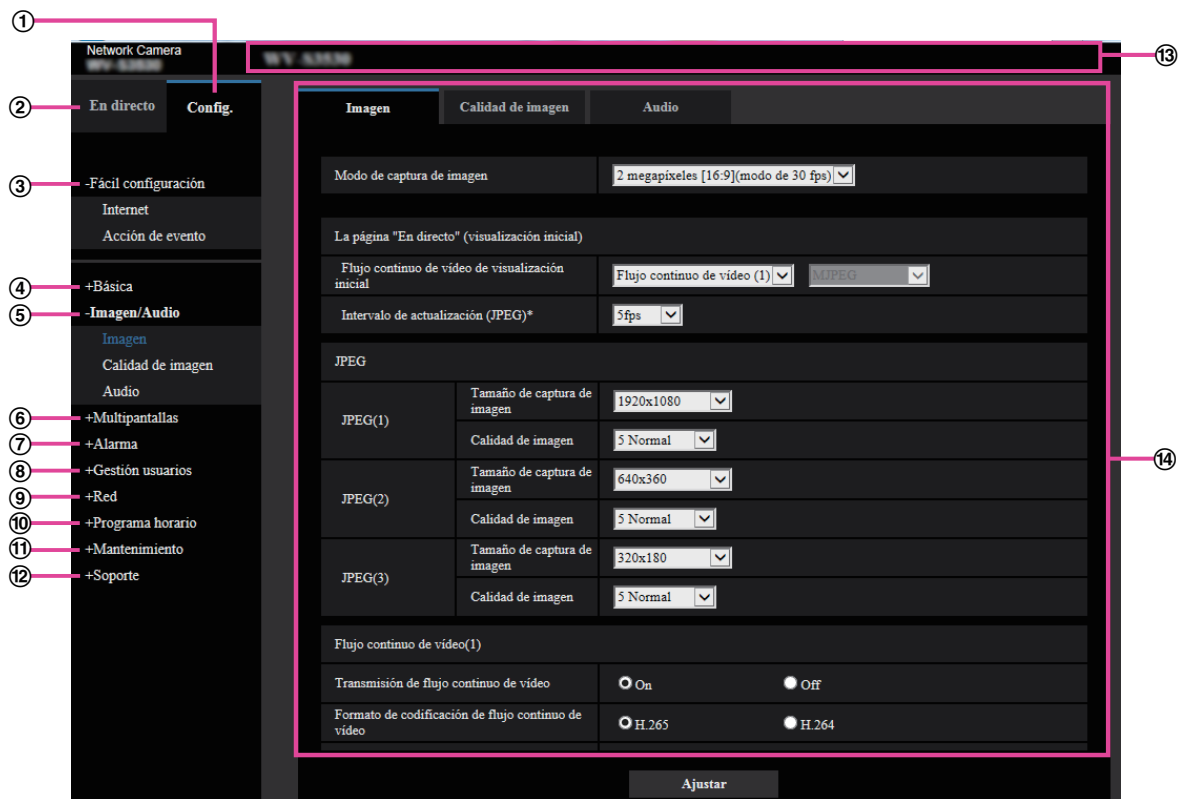 ①
Network Camera
WV-S3530
WV-S3530
⑬
② En directo Config.
Imagen Calidad de imagen Audio
③ -Fácil configuración
Internet
Acción de evento
④ +Básica
⑤ -Imagen/Audio
Imagen
Calidad de imagen
Audio
⑥ +Multipantallas
⑦ +Alarma
⑧ +Gestión usuarios
⑨ +Red
⑩ +Programa horario
⑪ +Mantenimiento
⑫ +Soporte
Modo de captura de imagen 2 megapíxeles [16:9](modo de 30 fps)
La página "En directo" (visualización inicial)
Flujo continuo de vídeo de visualización
inicial
Flujo continuo de vídeo (1) MJPEG
Intervalo de actualización (JPEG)* 5fps
JPEG
JPEG(1)
Tamaño de captura de
imagen
1920x1080
Calidad de imagen 5 Normal
JPEG(2)
Tamaño de captura de
imagen
640x360
Calidad de imagen 5 Normal
JPEG(3)
Tamaño de captura de
imagen
320x180
Calidad de imagen 5 Normal
⑭
Flujo continuo de vídeo(1)
Transmisión de flujo continuo de vídeo On Off
Formato de codificación de flujo continuo de
vídeo
H.265 H.264
Ajustar